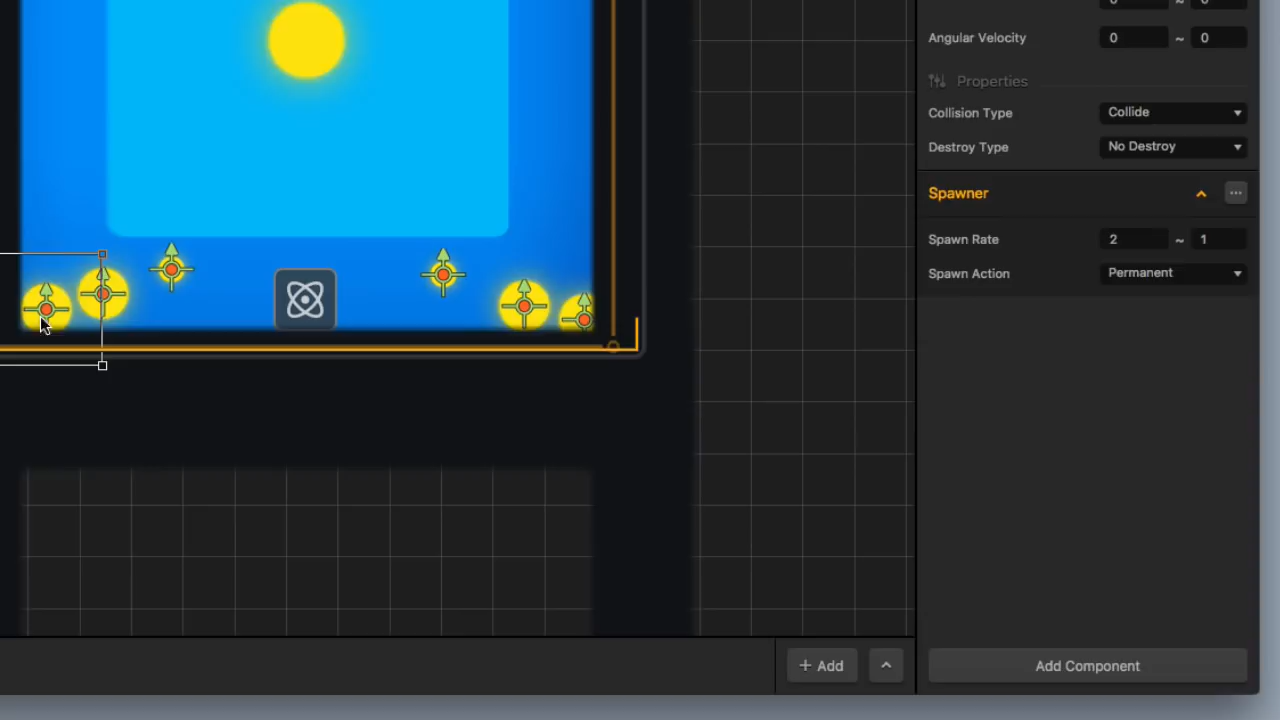 Angular Velocity 0 ~ 0
Properties
Collision Type Collide
Destroy Type No Destroy
Spawner
Spawn Rate 2 ~ 1
Spawn Action Permanent
+ Add
Add Component